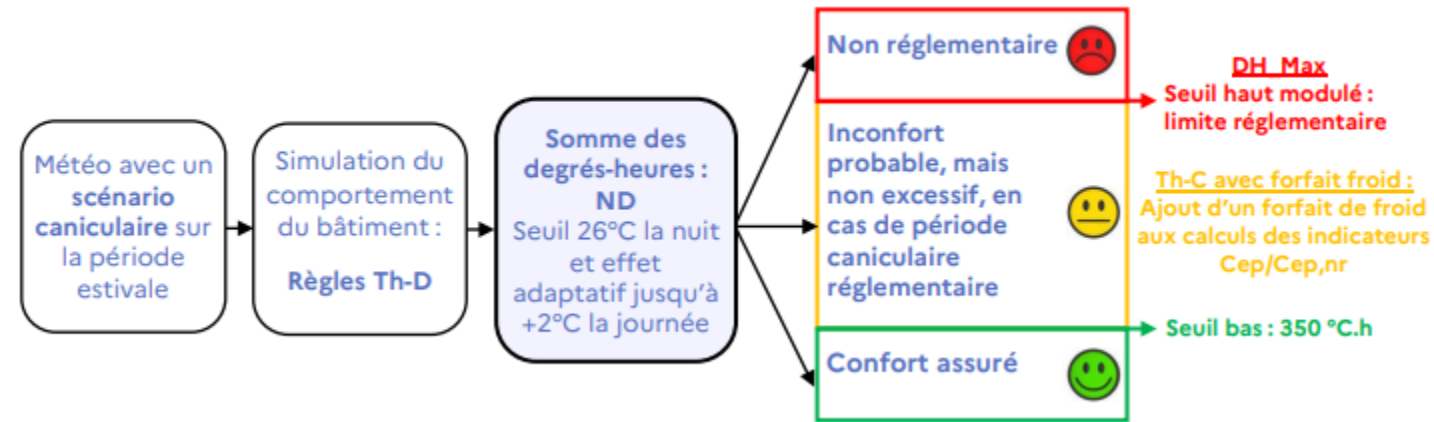 Météo avec un
scénario
caniculaire sur
la période
estivale
Simulation du
comportement
du bâtiment :
Règles Th-D
Somme des
degrés-heures :
ND
Seuil 26°C la nuit
et effet
adaptatif jusqu'à
+2°C la journée
Non réglementaire
Inconfort
probable, mais
non excessif, en
cas de période
caniculaire
réglementaire
Confort assuré
DH_Max
Seuil haut modulé :
limite réglementaire
Th-C avec forfait froid :
Ajout d'un forfait de froid
aux calculs des indicateurs
Cep/Cep,nr
Seuil bas : 350 °C.h